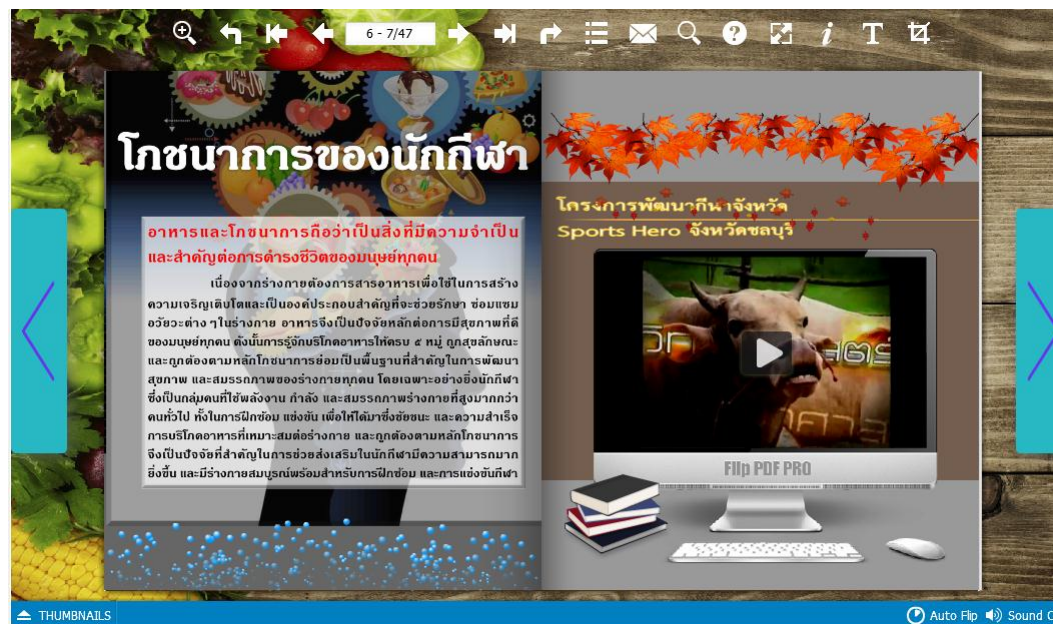 6 - 7/47
โภชนาการของนักกีฬา
อาหารและโภชนาการถือว่าเป็นสิ่งที่มีความจำเป็น
และสำคัญต่อการดำรงชีวิตของมนุษย์ทุกคน
เนื่องจากร่างกายต้องการสารอาหารเพื่อใช้ในการสร้าง
ความเจริญเติบโตและเป็นองค์ประกอบสำคัญที่จะช่วยรักษา ซ่อมแซม
อวัยวะต่าง ๆ ในร่างกาย อาหารจึงเป็นปัจจัยหลักต่อการมีสุขภาพที่ดี
ของมนุษย์ทุกคน ดังนั้นการรู้จักบริโภคอาหารให้ครบ ๕ หมู่ ถูกสุขลักษณะ
และถูกต้องตามหลักโภชนาการย่อมเป็นพื้นฐานที่สำคัญในการพัฒนา
สุขภาพ และสมรรถภาพของร่างกายทุกคน โดยเฉพาะอย่างยิ่งนักกีฬา
ซึ่งเป็นกลุ่มคนที่ใช้พลังงาน กำลัง และสมรรถภาพร่างกายที่สูงมากกว่า
คนทั่วไป ทั้งในการฝึกซ้อม แข่งขัน เพื่อให้ได้มาซึ่งชัยชนะ และความสำเร็จ
การบริโภคอาหารที่เหมาะสมต่อร่างกาย และถูกต้องตามหลักโภชนาการ
จึงเป็นปัจจัยที่สำคัญในการช่วยส่งเสริมในนักกีฬามีความสามารถมาก
ยิ่งขึ้น และมีร่างกายสมบูรณ์พร้อมสำหรับการฝึกซ้อม และการแข่งขันกีฬา
โครงการพัฒนากีฬาจังหวัด
Sports Hero จังหวัดชลบุรี
Flip PDF PRO
THUMBNAILS
Auto Flip
Sound